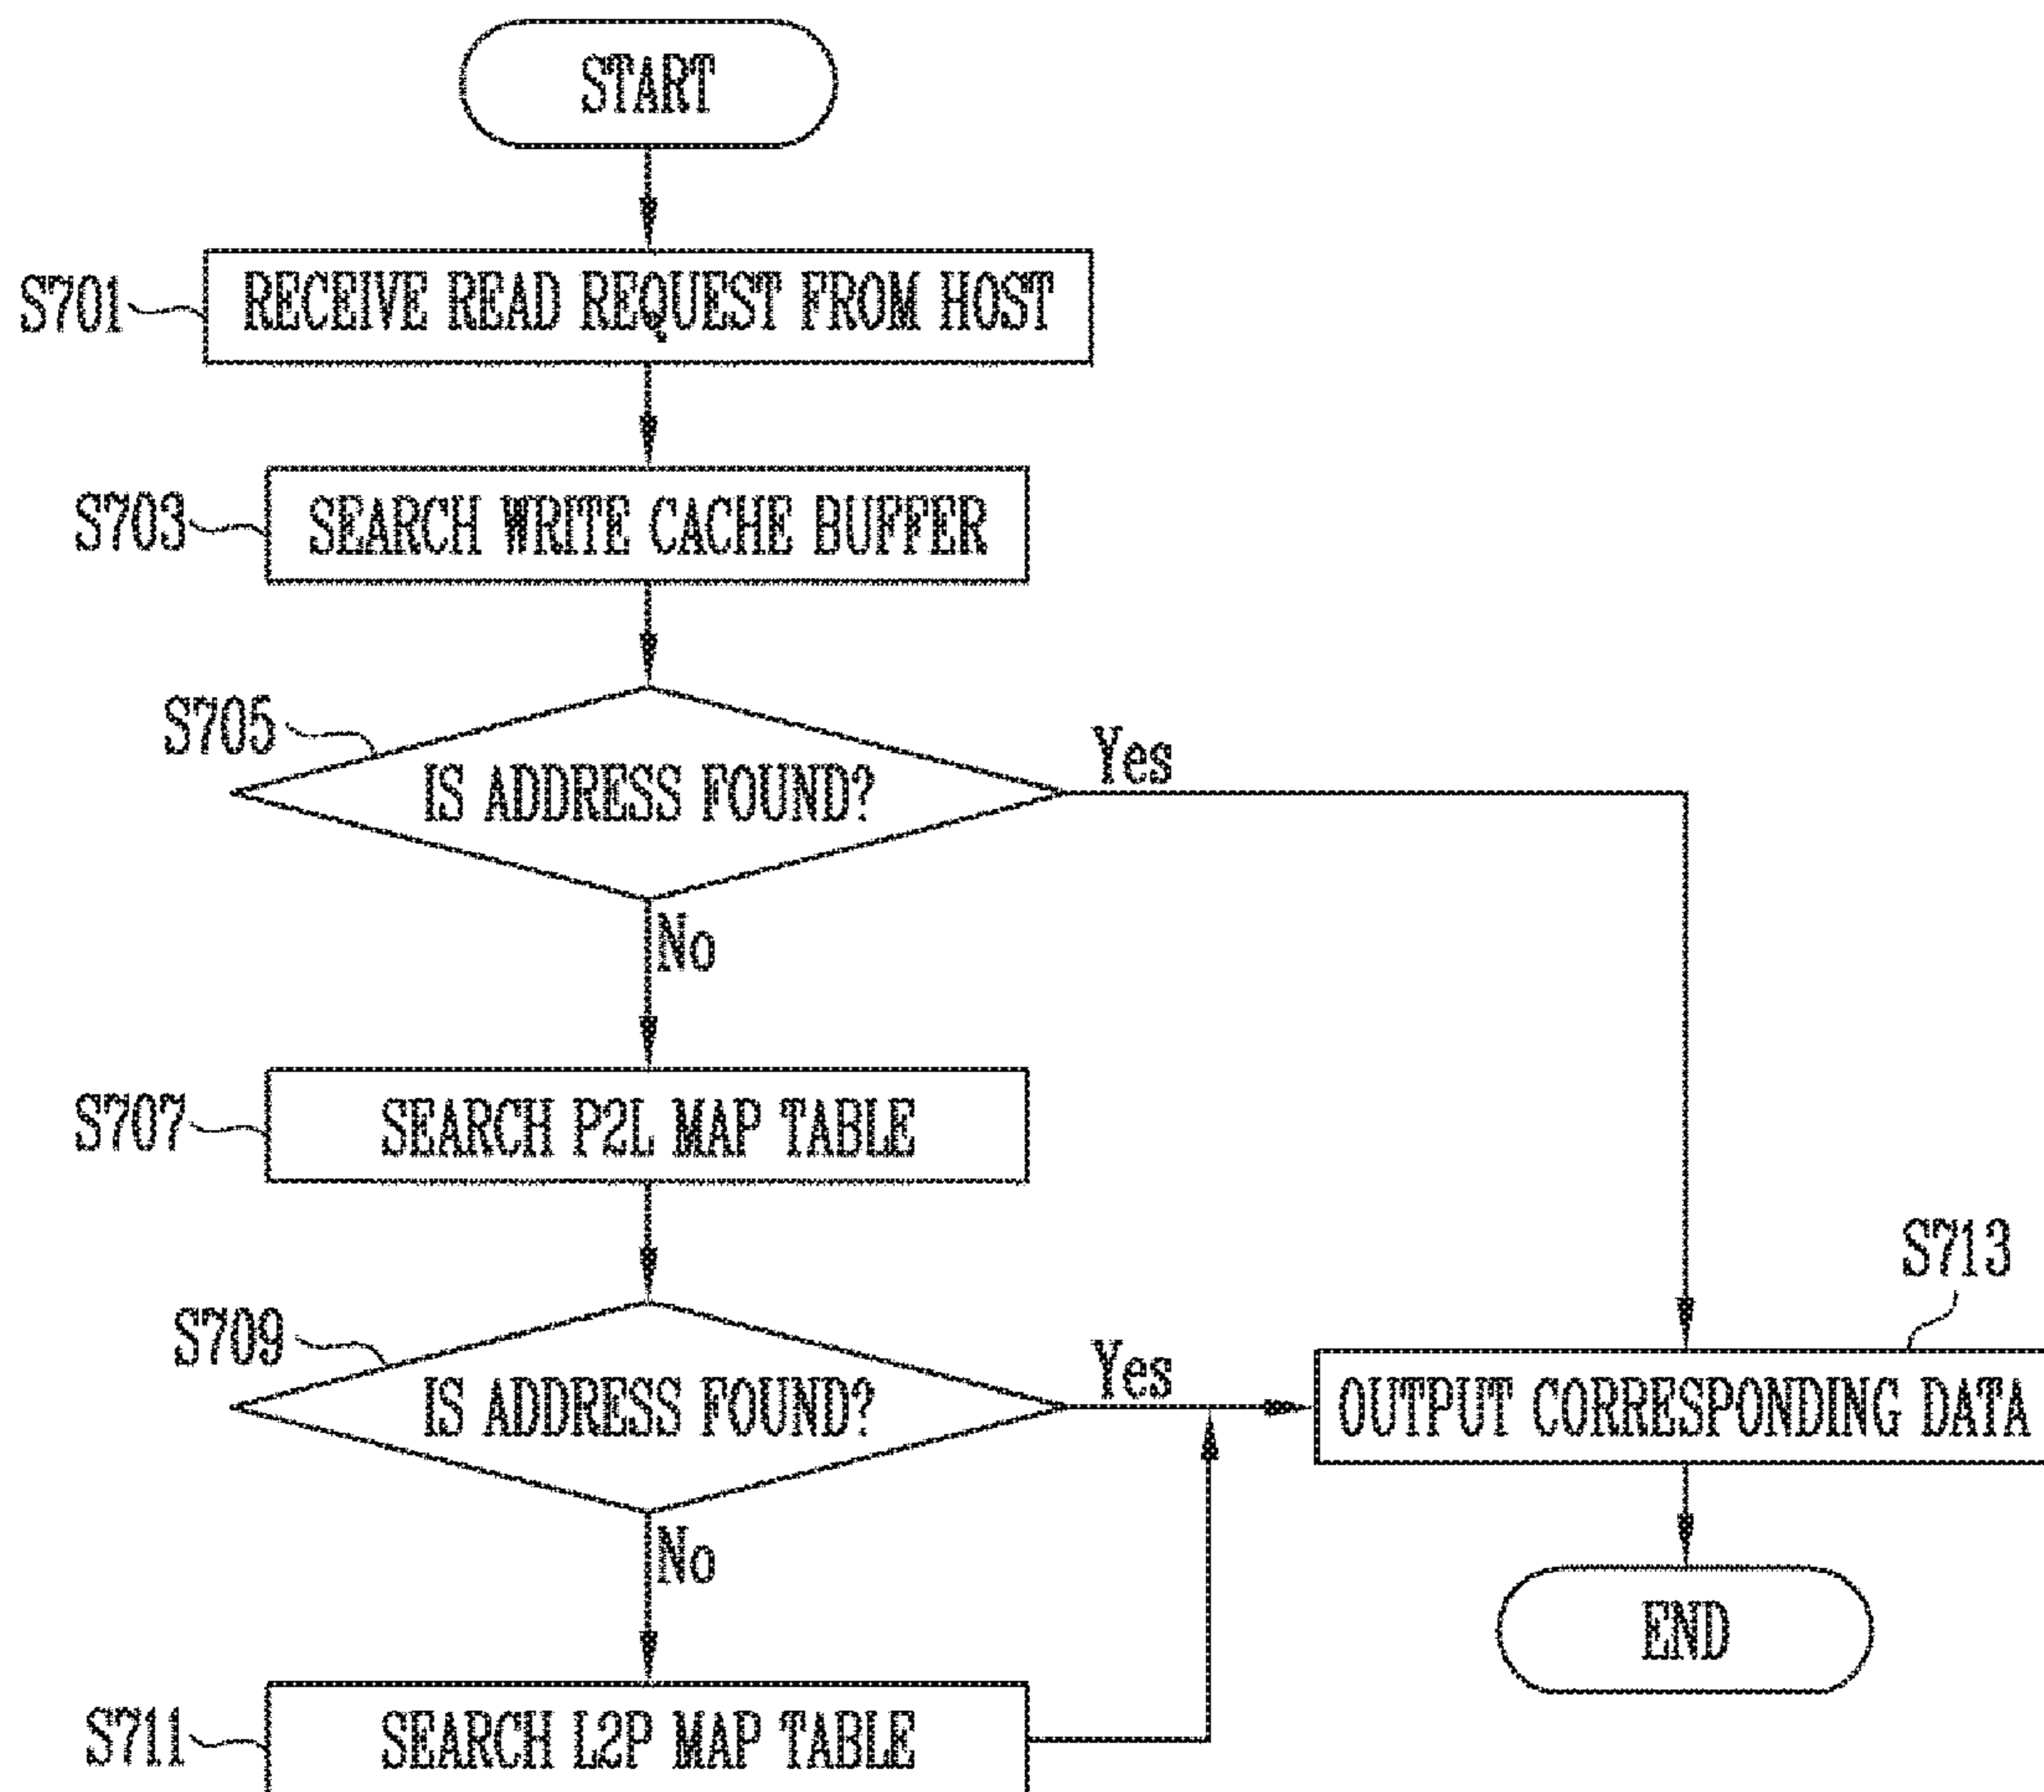 START
S701
RECEIVE READ REQUEST FROM HOST
S703
SEARCH WRITE CACHE BUFFER
S705
IS ADDRESS FOUND?
Yes
No
S707
SEARCH P2L MAP TABLE
S709
IS ADDRESS FOUND?
Yes
S713
OUTPUT CORRESPONDING DATA
No
END
S711
SEARCH L2P MAP TABLE